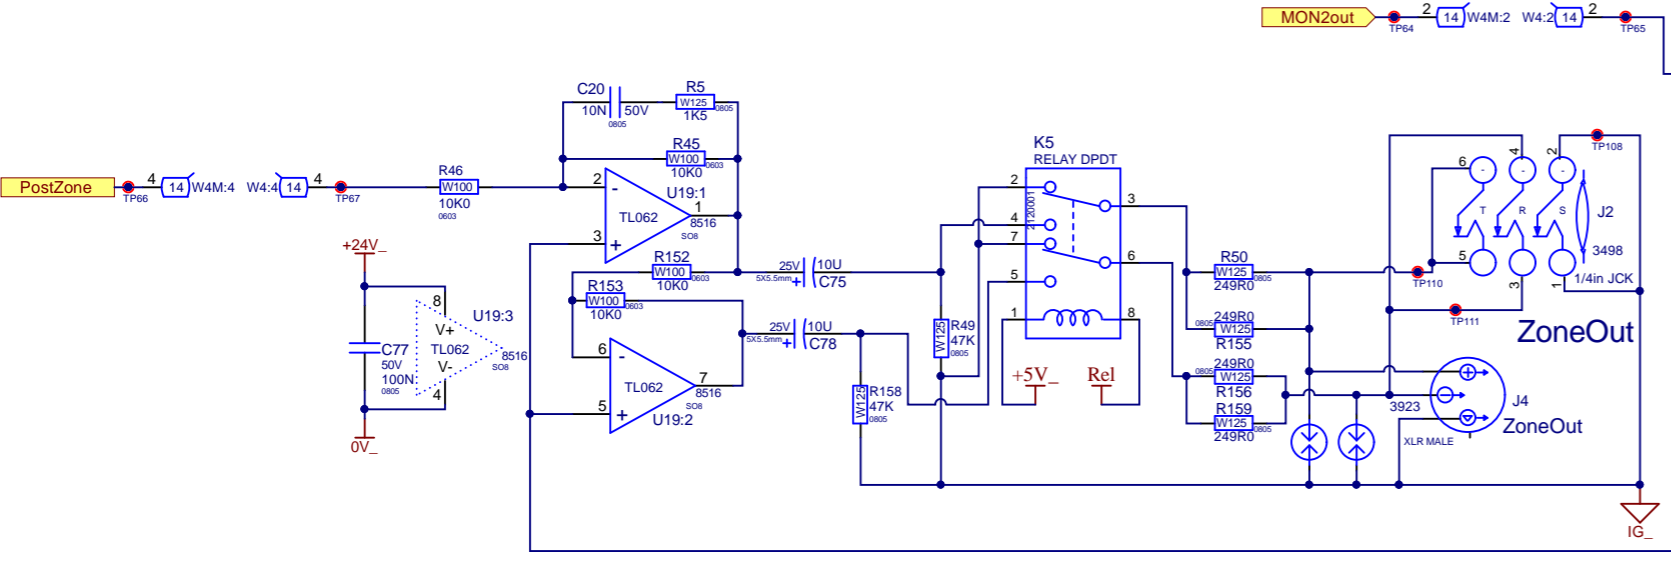 MON2out
TP64
2
14
W4M:2
W4:2
14
2
TP65
C20
10N
50V
0805
R5
W125
0805
1K5
R45
W100
0603
10K0
PostZone
TP66
4
14
W4M:4
W4:4
14
4
TP67
R46
W100
10K0
0603
2
-
U19:1
TL062
1
8516
SO8
3
+
+24V_
8
V+
U19:3
TL062
8516
SO8
V-
4
C77
50V
100N
0805
0V_
R152
W100
0603
10K0
R153
W100
0603
10K0
25V
10U
5X5.5mm
+
C75
25V
10U
5X5.5mm
+
C78
6
-
TL062
7
8516
SO8
5
+
U19:2
R49
W125
47K
0805
R158
W125
47K
0805
K5
RELAY DPDT
2120001
2
4
7
5
1
3
6
8
+5V_
Rel
R50
W125
0805
249R0
249R0
0805
W125
R155
249R0
0805
W125
R156
R159
W125
0805
249R0
6
4
2
TP108
-
-
-
T
R
S
J2
5
3
1
3498
1/4in JCK
TP110
TP111
ZoneOut
3923
J4
ZoneOut
XLR MALE
IG_